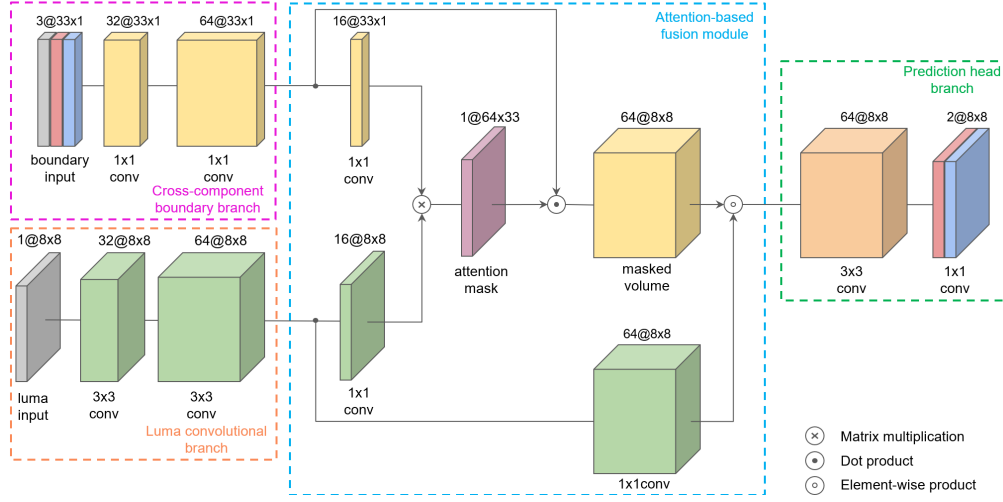 3@33x1
32@33x1
64@33x1
boundary
input
1x1
conv
1x1
conv
Cross-component
boundary branch
1@8x8
32@8x8
64@8x8
luma
input
3x3
conv
3x3
conv
Luma convolutional
branch
Attention-based
fusion module
16@33x1
1x1
conv
16@8x8
1x1
conv
1@64x33
attention
mask
64@8x8
masked
volume
64@8x8
1x1conv
Prediction head
branch
64@8x8
3x3
conv
2@8x8
1x1
conv
Matrix multiplication
Dot product
Element-wise product